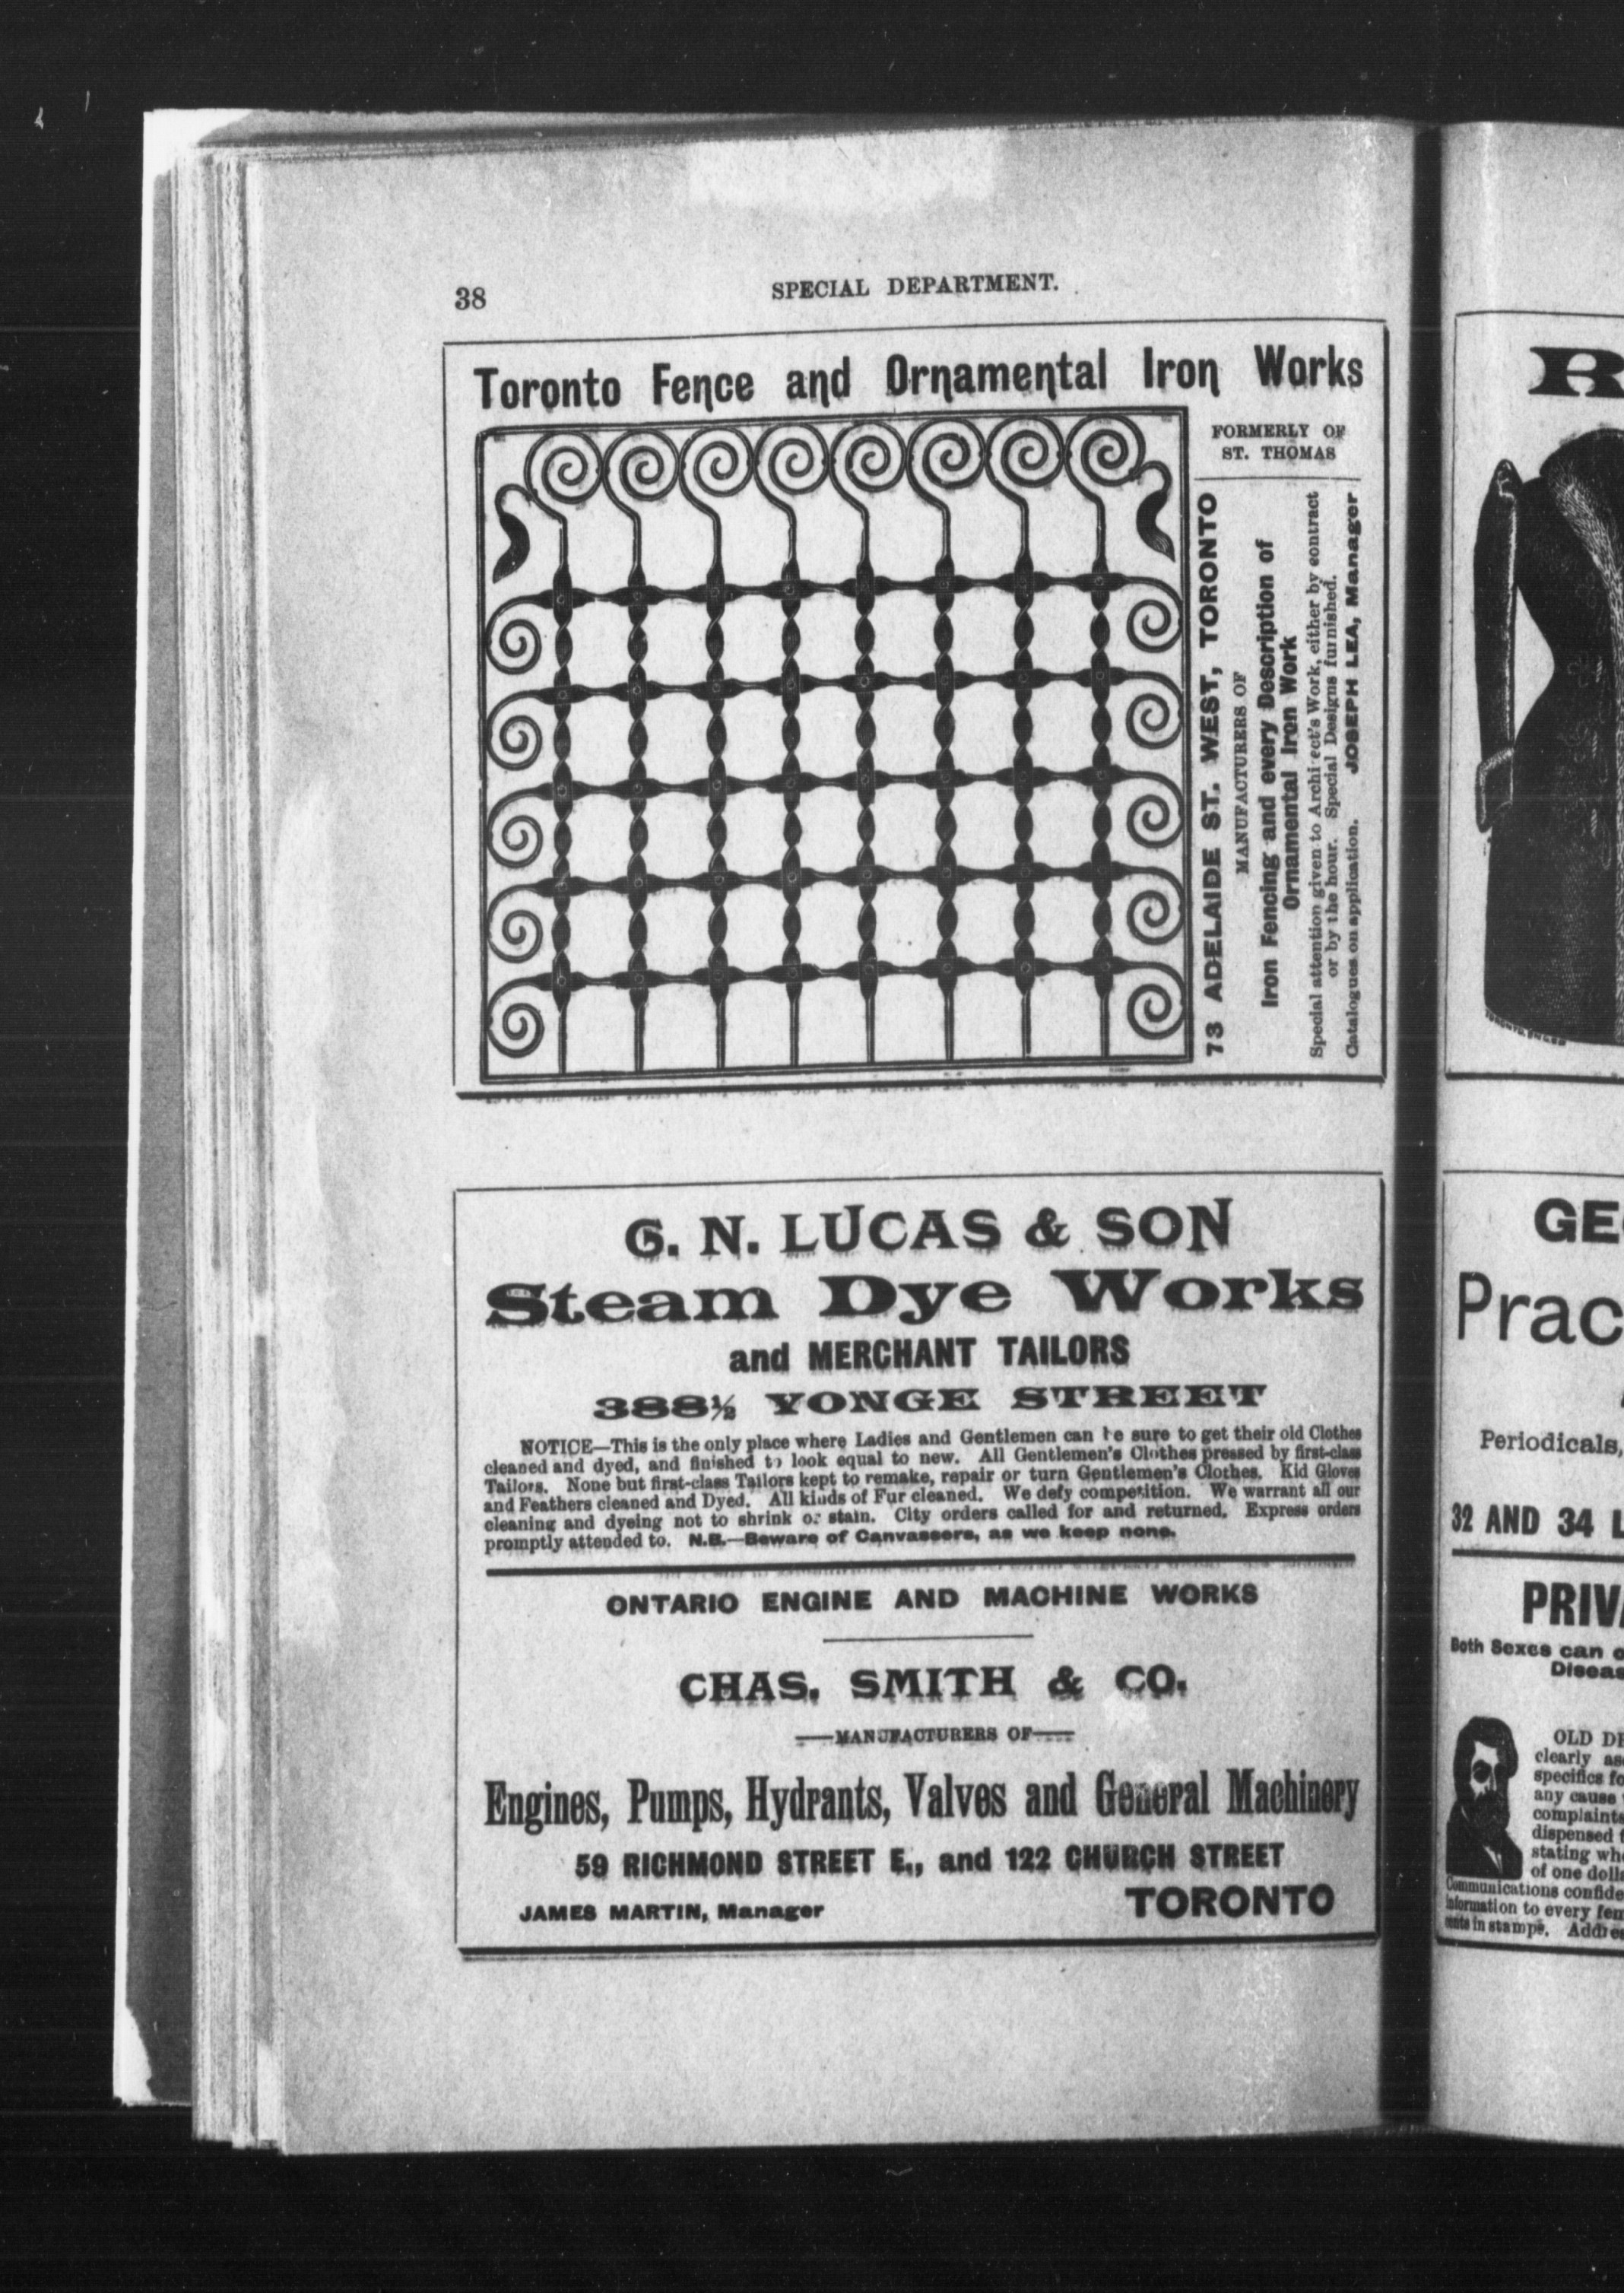 38
SPECIAL DEPARTMENT.
Toronto Fence and Ornamental Iron Works
FORMERLY OF
ST. THOMAS
73 ADELAIDE ST. WEST, TORONTO
MANUFACTURERS OF
Iron Fencing and every Description of
Ornamental Iron Work
Special attention given to Architect's Work, either by contract
or by the hour. Special Designs furnished.
Catalogues on application. JOSEPH LEA, Manager
G. N. LUCAS & SON
Steam Dye Works
and MERCHANT TAILORS
388½ YONGE STREET
NOTICE—This is the only place where Ladies and Gentlemen can be sure to get their old Clothes
cleaned and dyed, and finished to look equal to new. All Gentlemen's Clothes pressed by first-class
Tailors. None but first-class Tailors kept to remake, repair or turn Gentlemen's Clothes. Kid Gloves
and Feathers cleaned and Dyed. All kinds of Fur cleaned. We defy competition. We warrant all our
cleaning and dyeing not to shrink or stain. City orders called for and returned. Express orders
promptly attended to. N.B.—Beware of Canvassers, as we keep none.
ONTARIO ENGINE AND MACHINE WORKS
CHAS. SMITH & CO.
—MANUFACTURERS OF—
Engines, Pumps, Hydrants, Valves and General Machinery
59 RICHMOND STREET E., and 122 CHURCH STREET
JAMES MARTIN, Manager
TORONTO
R
GE
Prac
Periodicals,
32 AND 34
PRIV
Both Sexes can
Diseas
OLD
clearly
specifics
any cause
complaints
dispensed
stating
of one
Communications
information to every
cents in stamps.